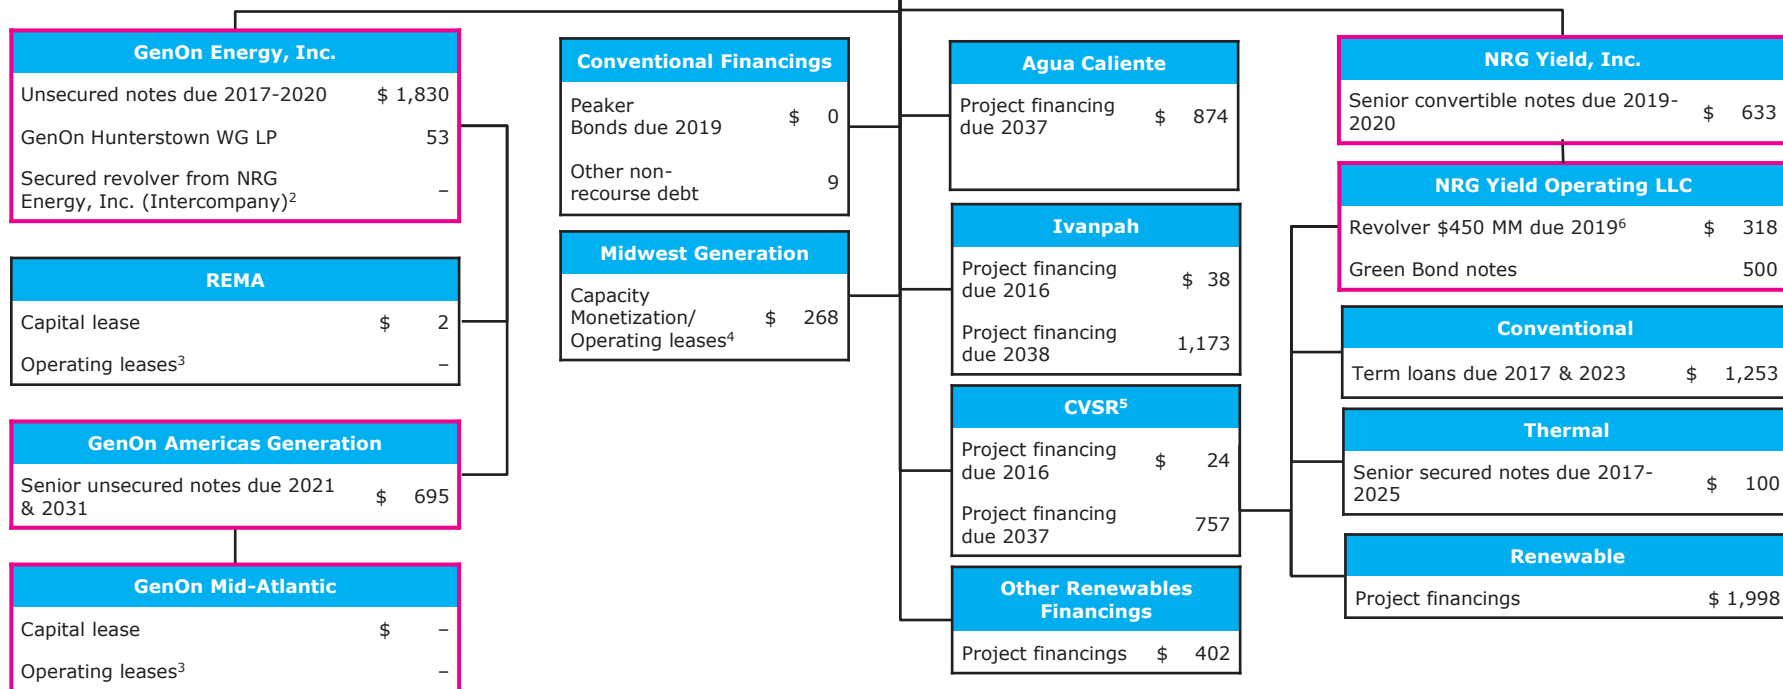 GenOn Energy, Inc.
Unsecured notes due 2017-2020 $ 1,830
GenOn Hunterstown WG LP 53
Secured revolver from NRG
Energy, Inc. (Intercompany)2 –
REMA
Capital lease $ 2
Operating leases3 –
GenOn Americas Generation
Senior unsecured notes due 2021
& 2031 $ 695
GenOn Mid-Atlantic
Capital lease $ –
Operating leases3 –
Conventional Financings
Peaker
Bonds due 2019 $ 0
Other non-
recourse debt 9
Midwest Generation
Capacity
Monetization/ $ 268
Operating leases4
Agua Caliente
Project financing
due 2037 $ 874
Ivanpah
Project financing
due 2016 $ 38
Project financing
due 2038 1,173
CVSR5
Project financing
due 2016 $ 24
Project financing
due 2037 757
Other Renewables
Financings
Project financings $ 402
NRG Yield, Inc.
Senior convertible notes due 2019-
2020 $ 633
NRG Yield Operating LLC
Revolver $450 MM due 20196 $ 318
Green Bond notes 500
Conventional
Term loans due 2017 & 2023 $ 1,253
Thermal
Senior secured notes due 2017-
2025 $ 100
Renewable
Project financings $ 1,998